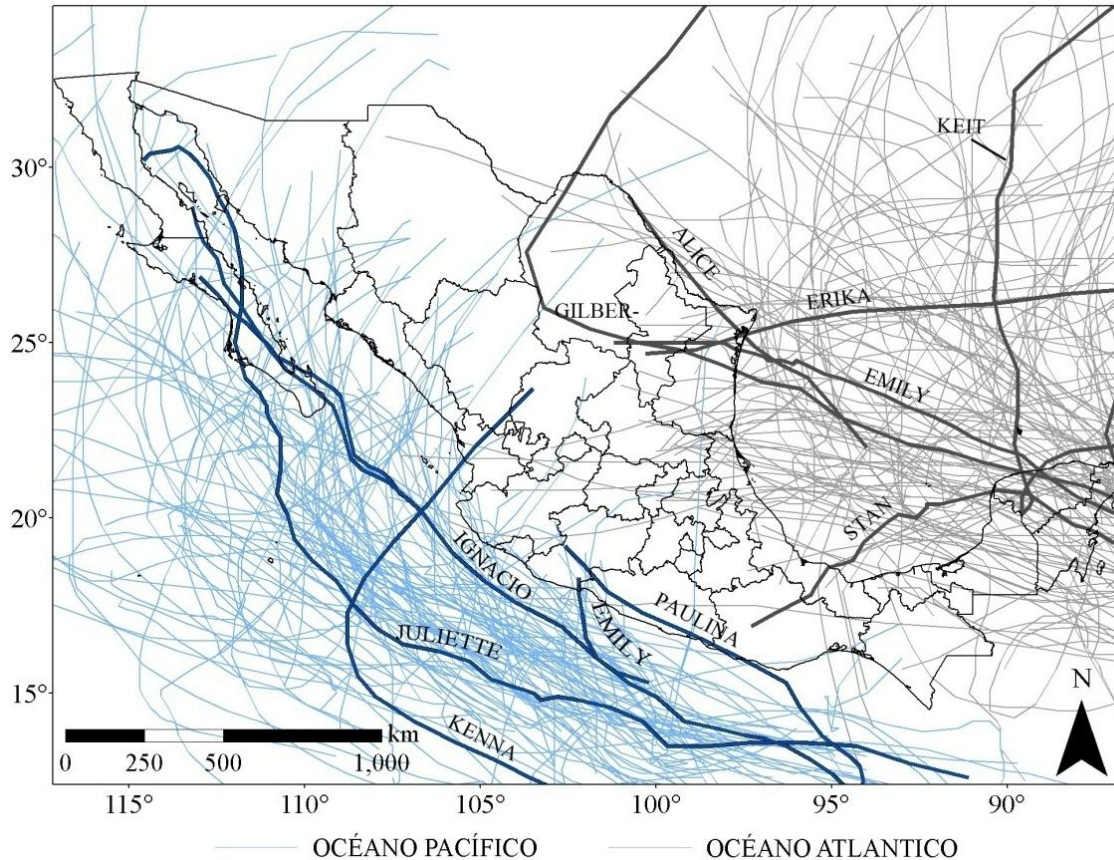 KEIT
30°
ALICE
ERIKA
GILBER-
25°
EMILY
20°
STAN
IGNACIO
EMILY
PAULINA
JULIETTE
15°
KENNA
N
km
0 250 500 1,000
115° 110° 105° 100° 95° 90°
OCÉANO PACÍFICO OCÉANO ATLANTICO